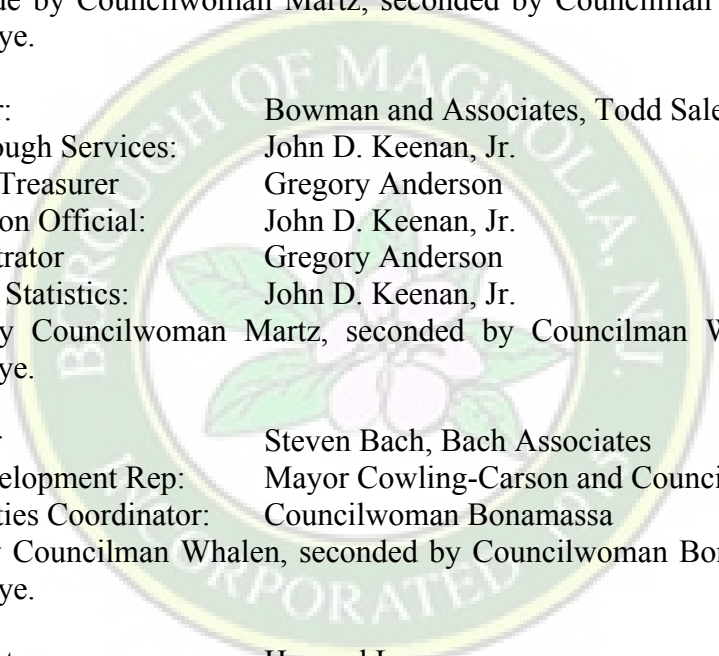 by Councilwoman Martz, seconded by Councilman
ye.
Bowman and Associates, Todd
ough Services: John D. Keenan, Jr.
Treasurer Gregory Anderson
on Official: John D. Keenan, Jr.
trator Gregory Anderson
Statistics: John D. Keenan, Jr.
y Councilwoman Martz, seconded by Councilman W
ye.
Steven Bach, Bach Associates
elopment Rep: Mayor Cowling-Carson and Counci
ties Coordinator: Councilwoman Bonamassa
y Councilman Whalen, seconded by Councilwoman Bo
ye.
BOROUGH OF MAGNOLIA, NJ.
INCORPORATED